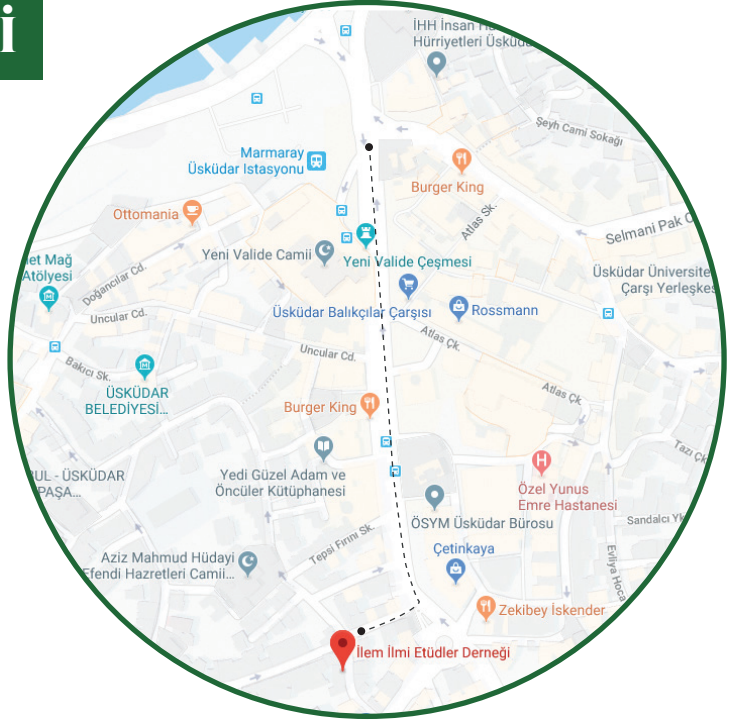 i
İHH İnsan
Hürriyetleri Üsküd
Şeyh Cami Sokağı
Marmaray
Üsküdar Istasyonu
Burger King
Ottomania
Atlas Sk.
Selmani Pak
Yeni Valide Camii
Yeni Valide Çeşmesi
et Mağ
Atölyesi
Doğancılar Cd.
Üsküdar Üniversite
Çarşı Yerleşkes
Üsküdar Balıkçılar Çarşısı
Rossmann
Uncular Cd.
Atlas Çk.
Uncular Cd.
Bakıcı Sk.
ÜSKÜDAR
BELEDİYESİ...
Atlas Çk.
Burger King
Tazı Çk
UL - ÜSKÜDAR
PAŞA...
Yedi Güzel Adam ve
Öncüler Kütüphanesi
Özel Yunus
Emre Hastanesi
ÖSYM Üsküdar Bürosu
Sandalcı Yk
Tepsi Fırını Sk.
Çetinkaya
Aziz Mahmud Hüdayi
Efendi Hazretleri Camii...
Evliya Hoca
Zekibey İskender
İlem İlmi Etüdler Derneği